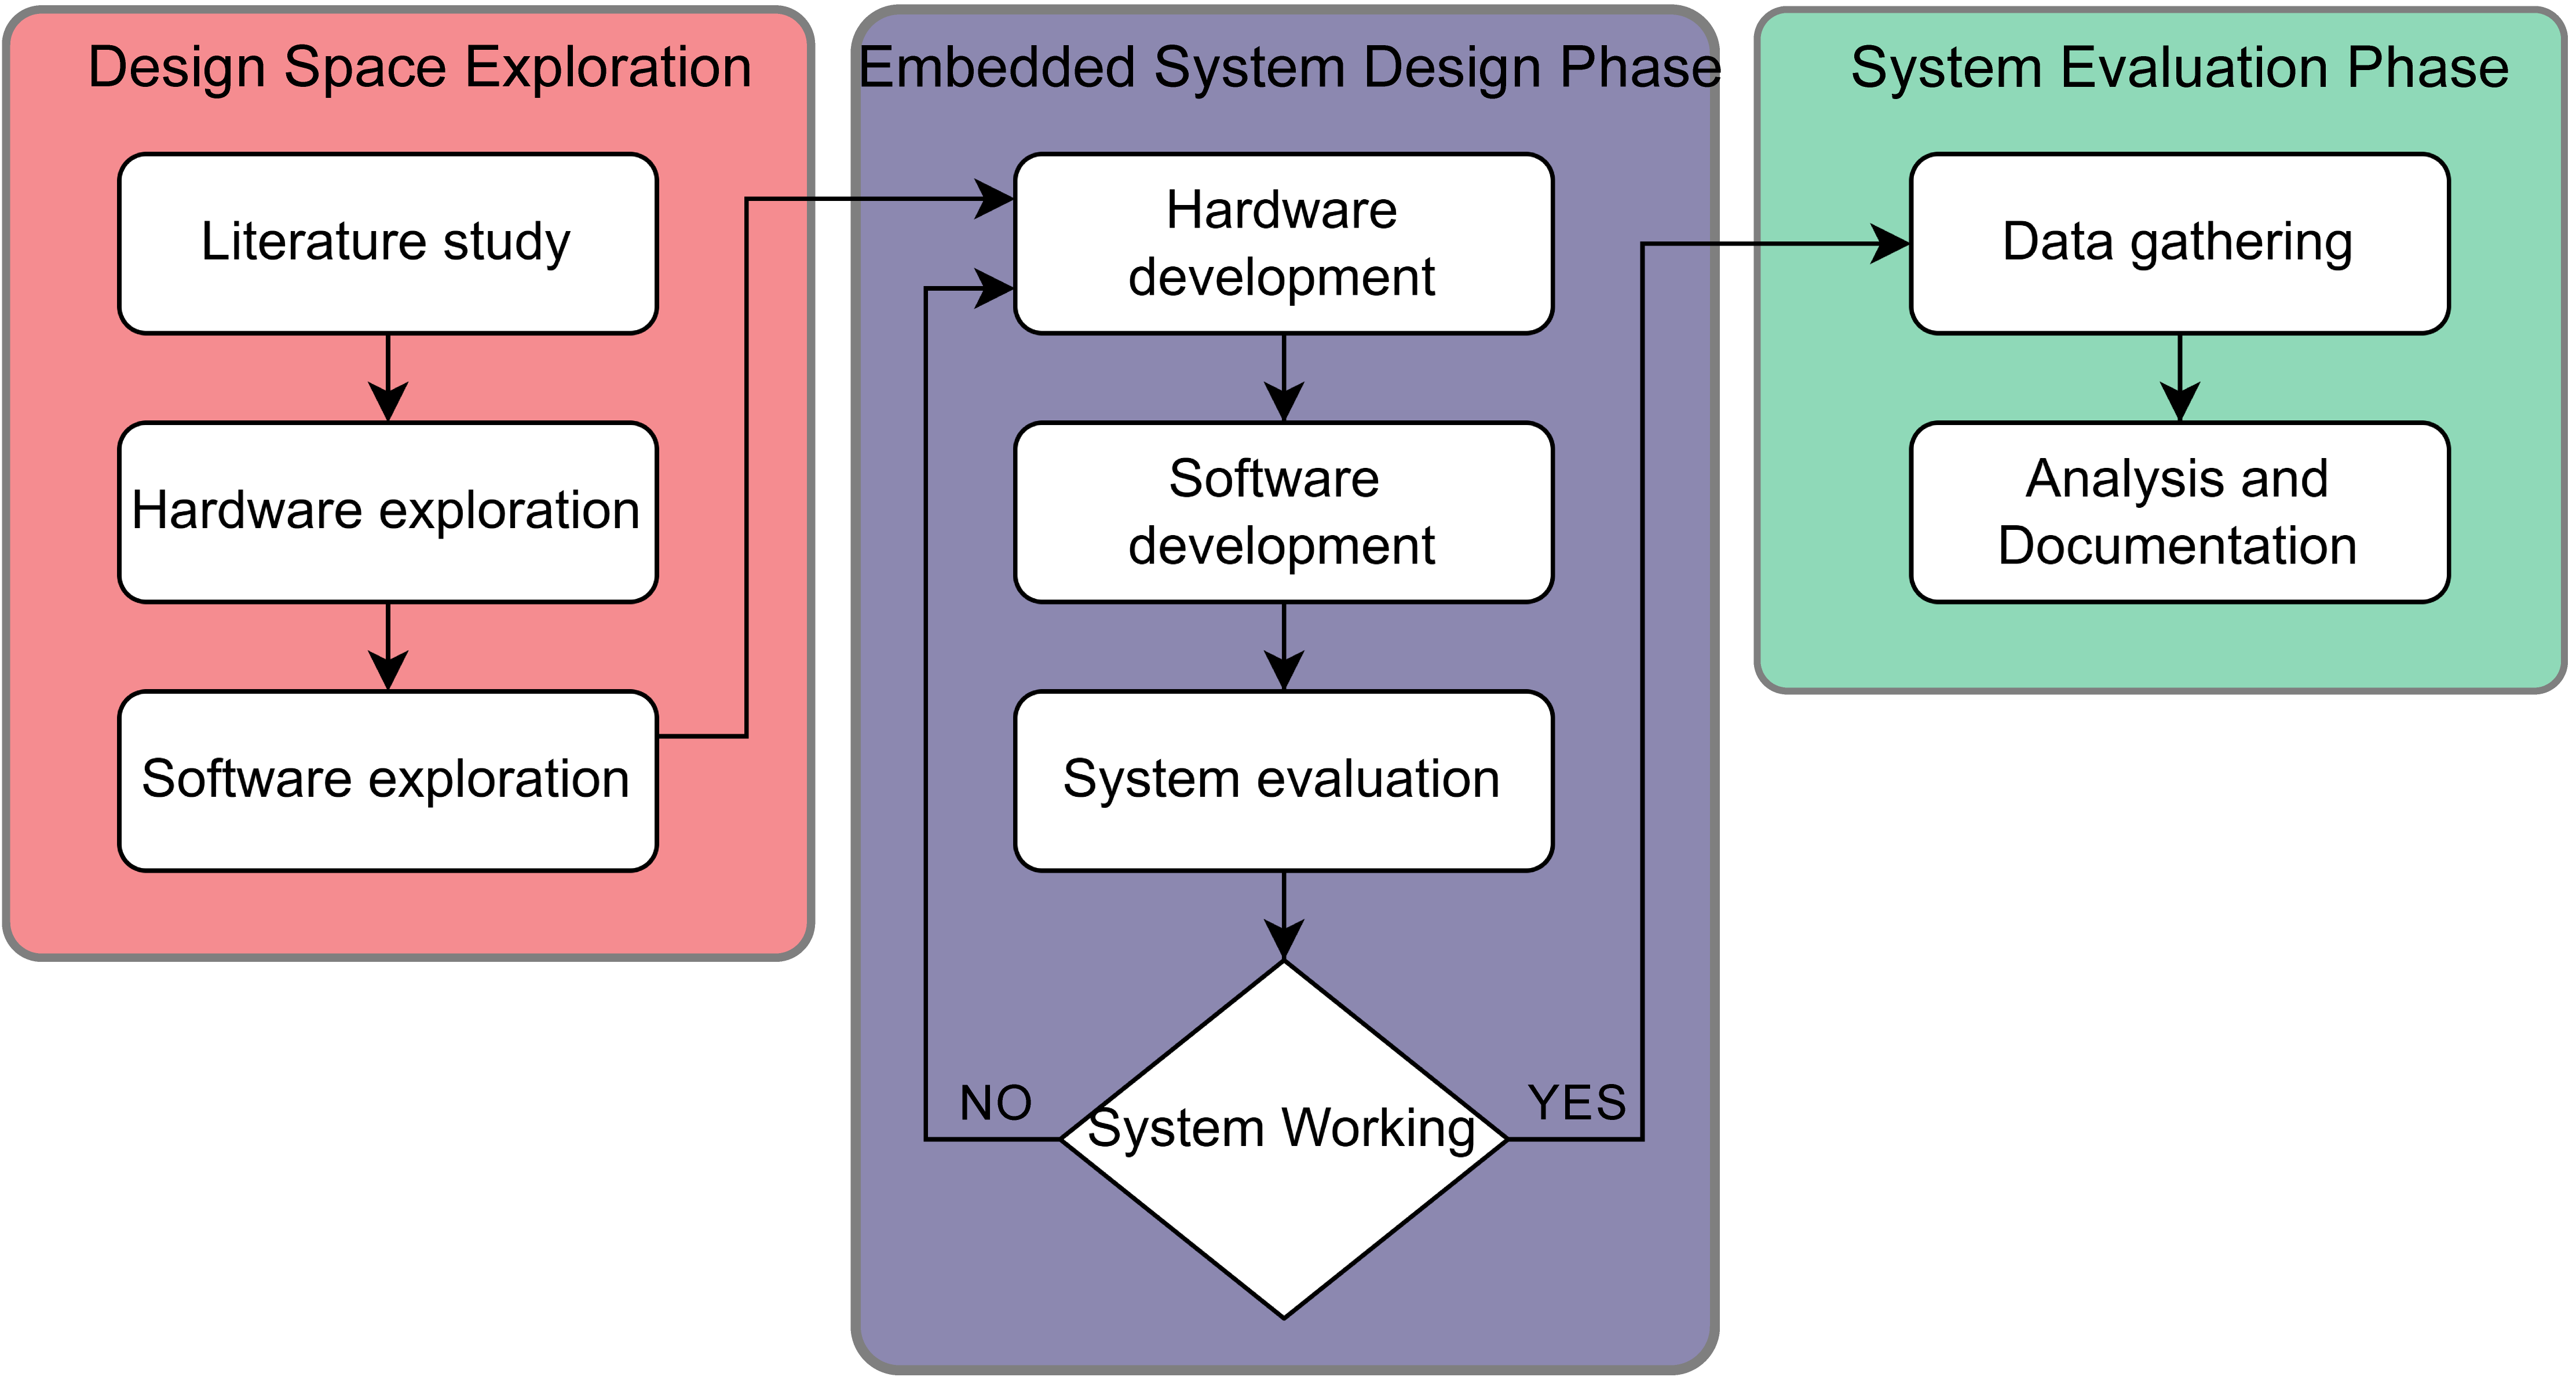 Design Space Exploration
Literature study
Hardware exploration
Software exploration
Embedded System Design Phase
Hardware
development
Software
development
System evaluation
System Working
NO
YES
System Evaluation Phase
Data gathering
Analysis and
Documentation